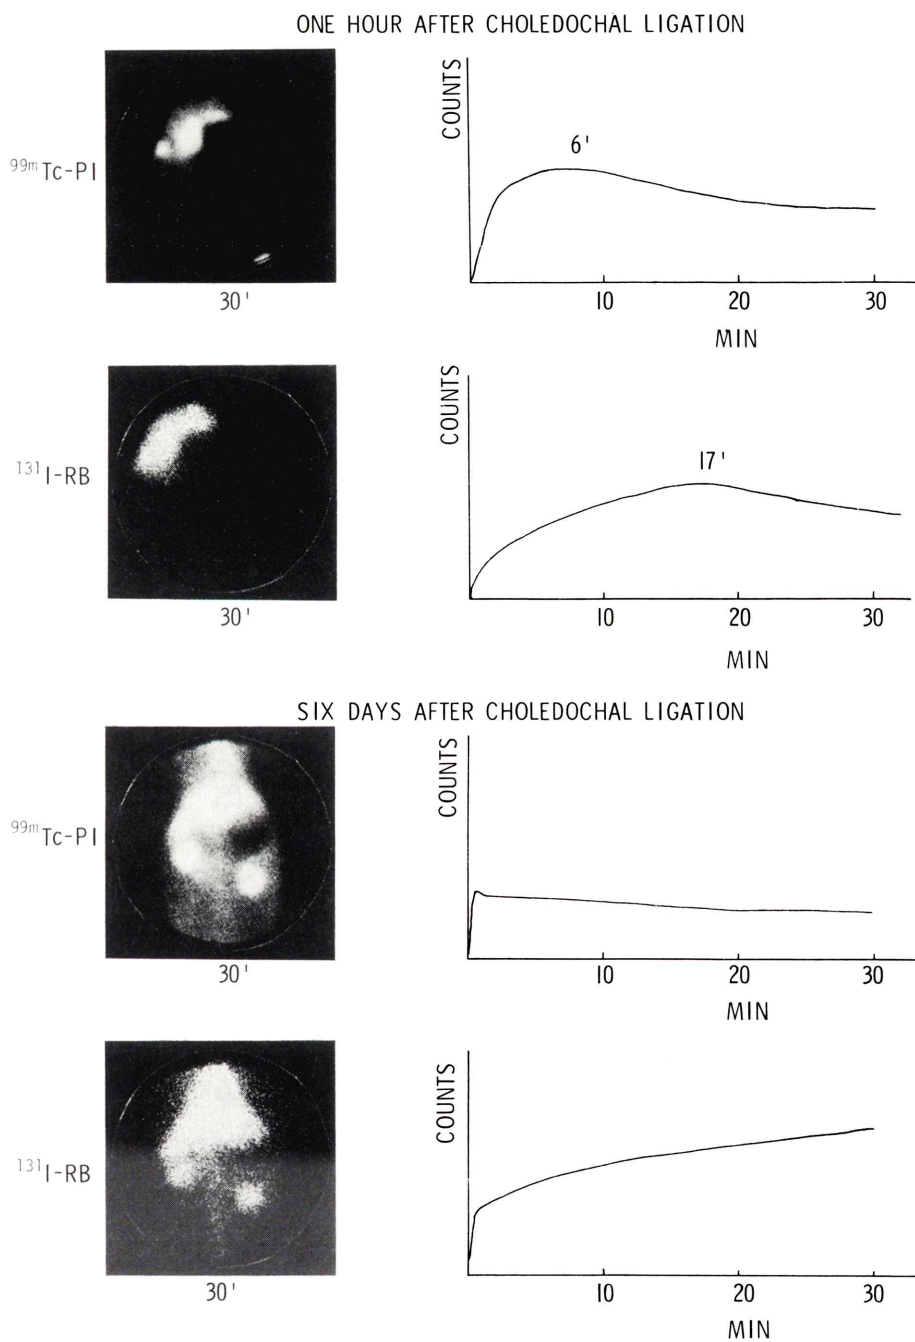 ONE HOUR AFTER CHOLEDOCHAL LIGATION
99mTc-PI
30'
COUNTS
6'
10 20 30
MIN
131I-RB
30'
COUNTS
17'
10 20 30
MIN
SIX DAYS AFTER CHOLEDOCHAL LIGATION
99mTc-PI
30'
COUNTS
10 20 30
MIN
131I-RB
30'
COUNTS
10 20 30
MIN